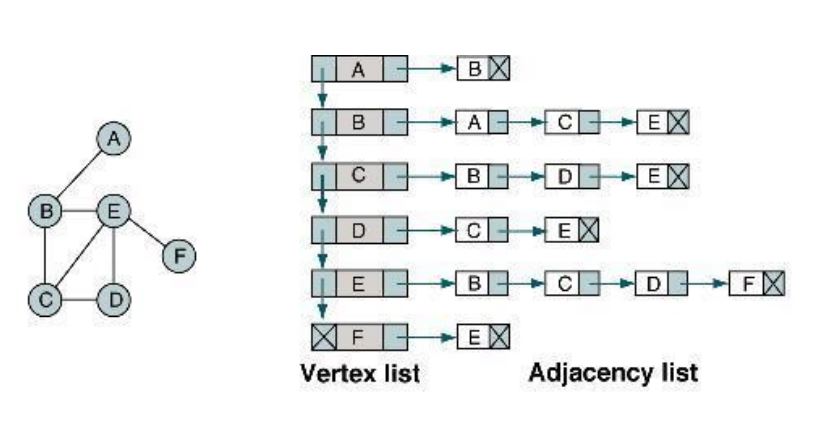 A
B E
F
C D
A B
B A C E
C B D E
D C E
E B C D F
F E
Vertex list Adjacency list